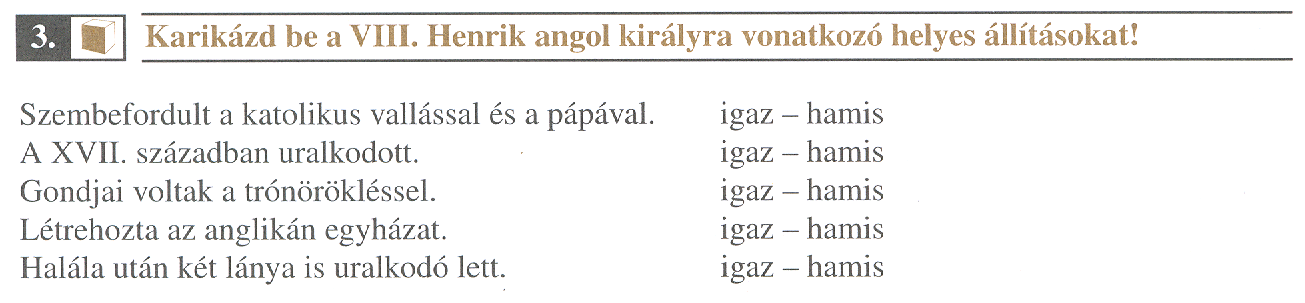 3. Karikázd be a VIII. Henrik angol királyra vonatkozó helyes állításokat!
Szembefordult a katolikus vallással és a pápával. igaz – hamis
A XVII. században uralkodott. igaz – hamis
Gondjai voltak a trónörökléssel. igaz – hamis
Létrehozta az anglikán egyházat. igaz – hamis
Halála után két lánya is uralkodó lett. igaz – hamis